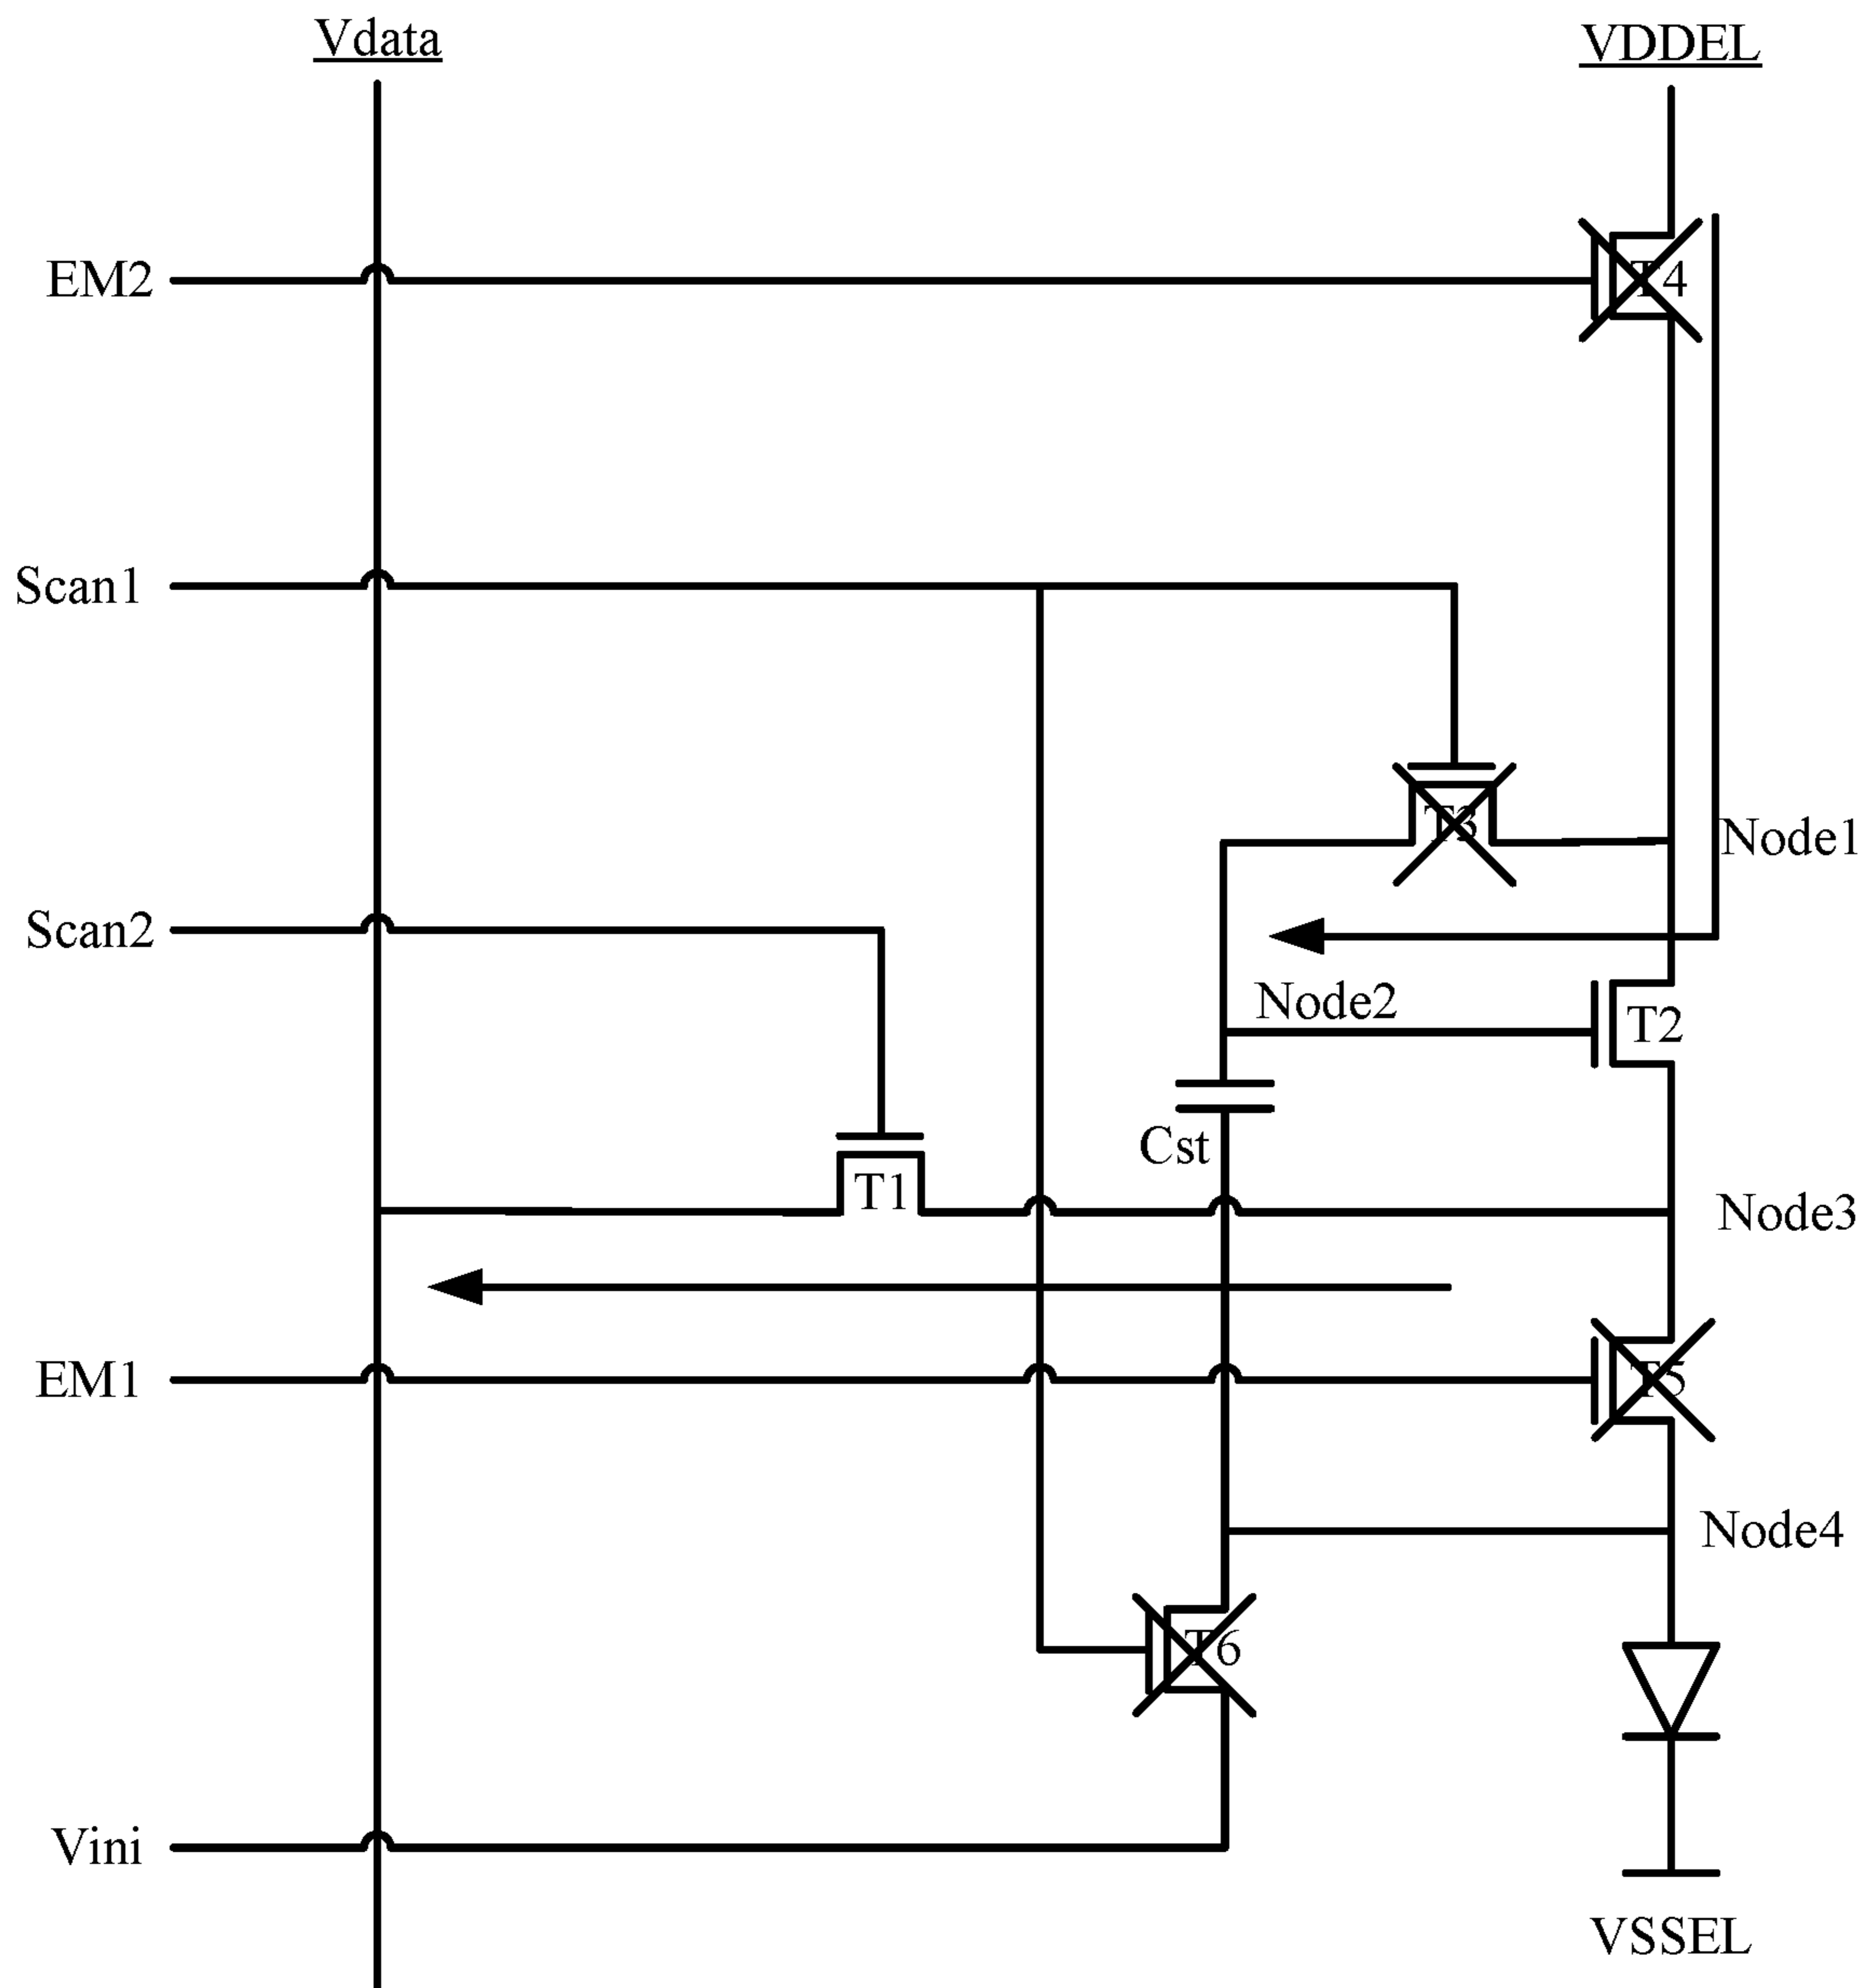 Vdata
VDDEL
EM2
T4
Scan1
T3
Node1
Scan2
Node2
T2
Cst
T1
Node3
EM1
T5
Node4
T6
Vini
VSSEL